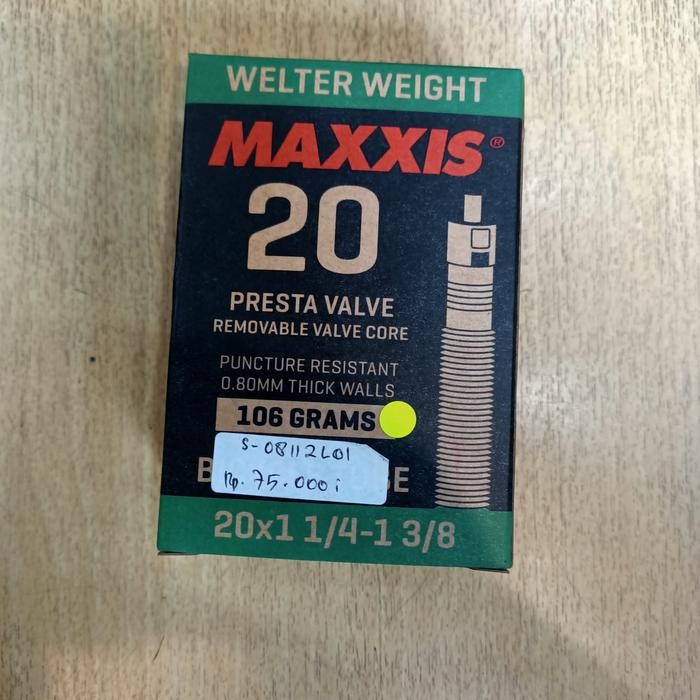 WELTER WEIGHT
MAXXIS®
20
PRESTA VALVE
REMOVABLE VALVE CORE
PUNCTURE RESISTANT
0.80MM THICK WALLS
106 GRAMS
S-08112L01
Rp. 75.000;
20x1 1/4-1 3/8